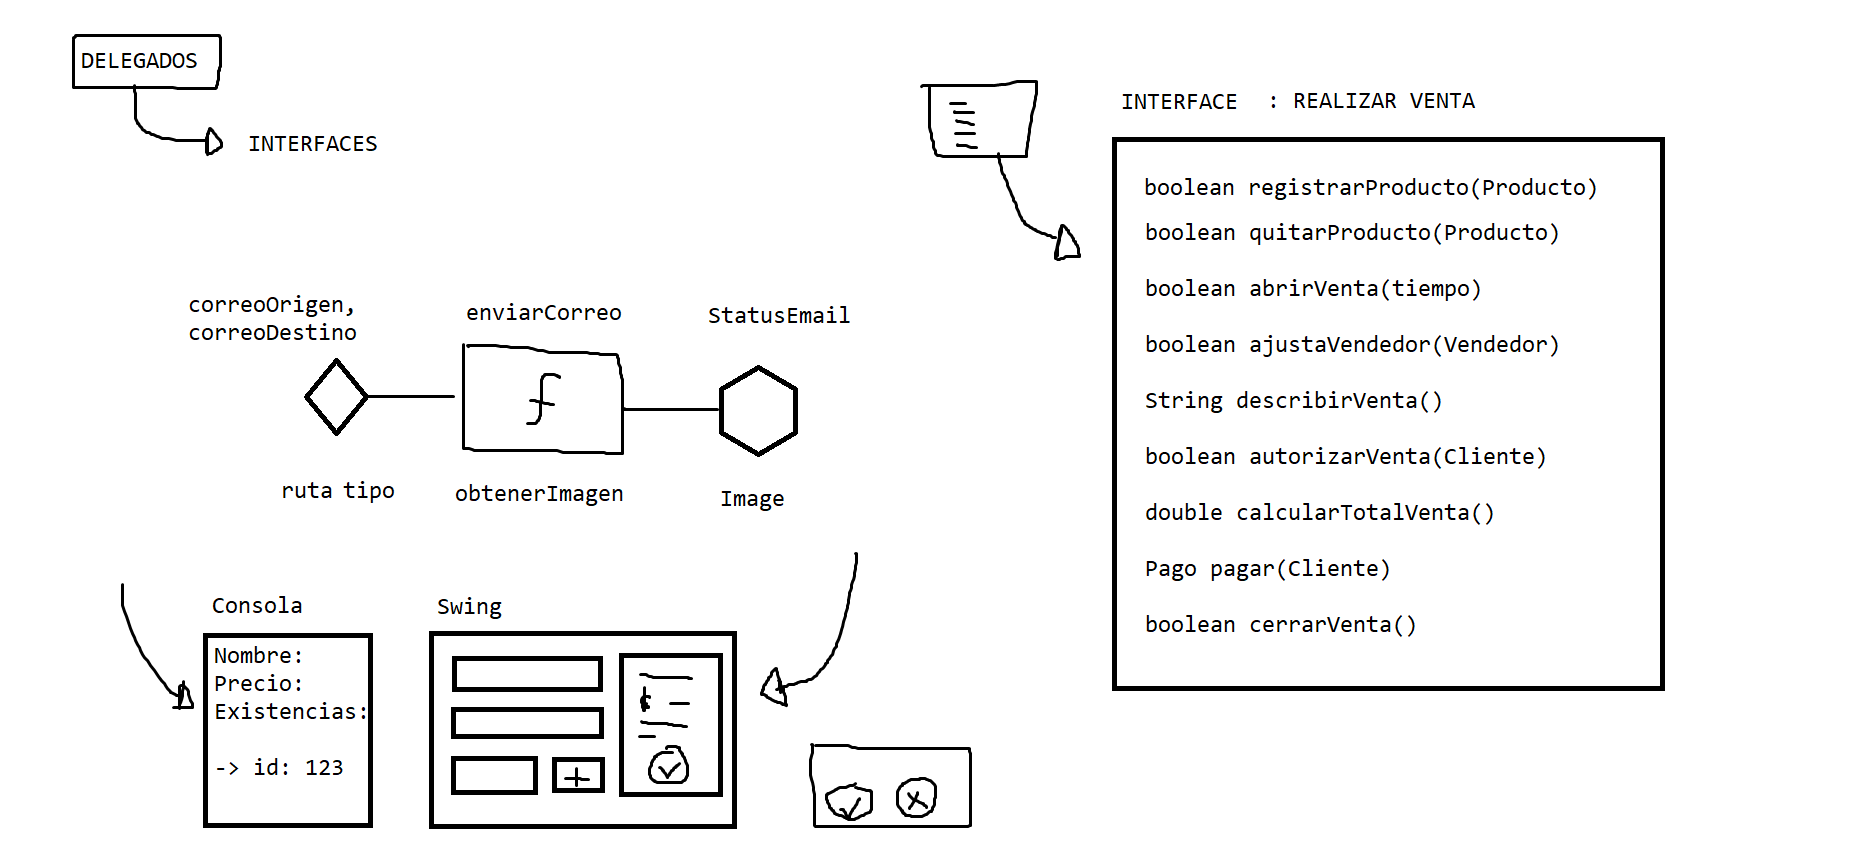 DELEGADOS
INTERFACES
correoOrigen,
correoDestino
enviarCorreo
StatusEmail
f
ruta tipo
obtenerImagen
Image
Consola
Nombre:
Precio:
Existencias:
-> id: 123
Swing
+
INTERFACE : REALIZAR VENTA
boolean registrarProducto(Producto)
boolean quitarProducto(Producto)
boolean abrirVenta(tiempo)
boolean ajustaVendedor(Vendedor)
String describirVenta()
boolean autorizarVenta(Cliente)
double calcularTotalVenta()
Pago pagar(Cliente)
boolean cerrarVenta()